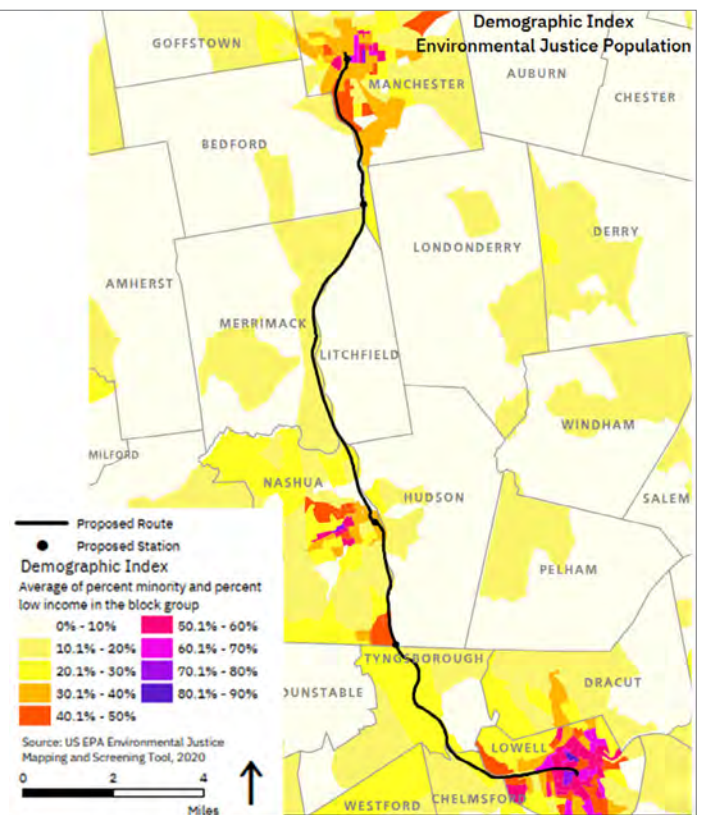 Demographic Index
Environmental Justice Population
GOFFSTOWN
MANCHESTER
AUBURN
CHESTER
BEDFORD
DERRY
LONDONDERRY
AMHERST
MERRIMACK
LITCHFIELD
WINDHAM
MILFORD
NASHUA
HUDSON
SALEM
PELHAM
TYNGSBOROUGH
DUNSTABLE
DRACUT
LOWELL
WESTFORD
CHELMSFORD
Proposed Route
Proposed Station
Demographic Index
Average of percent minority and percent
low income in the block group
0% - 10%
10.1% - 20%
20.1% - 30%
30.1% - 40%
40.1% - 50%
50.1% - 60%
60.1% - 70%
70.1% - 80%
80.1% - 90%
Source: US EPA Environmental Justice
Mapping and Screening Tool, 2020
0 2 4
Miles